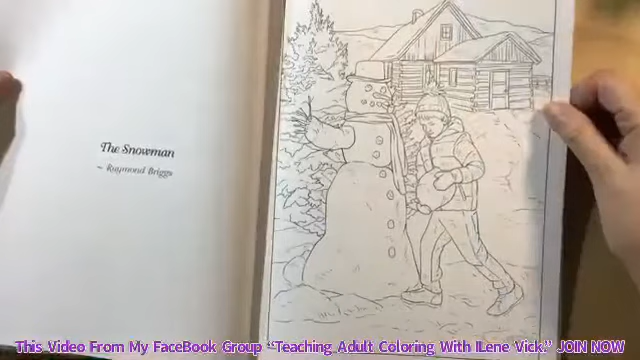 The Snowman
~ Raymond Briggs
This Video From My FaceBook Group "Teaching Adult Coloring With ILene Vick." JOIN NOW